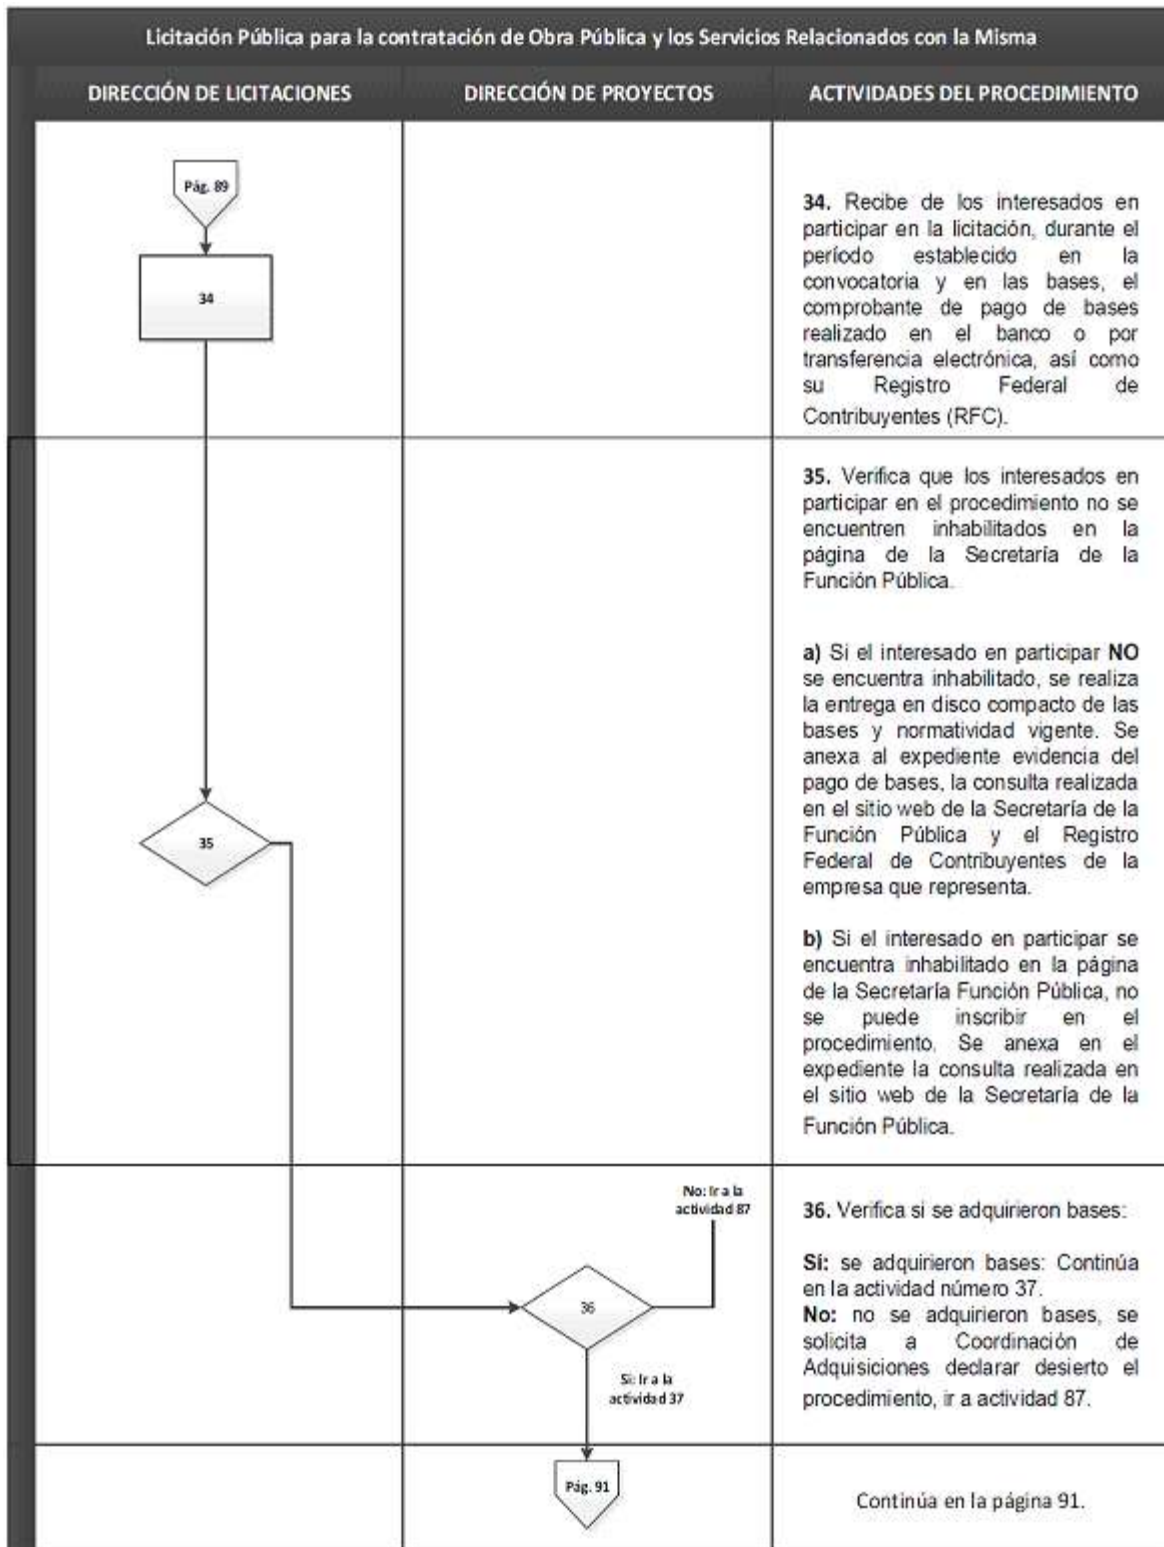 Licitación Pública para la contratación de Obra Pública y los Servicios Relacionados con la Misma
DIRECCIÓN DE LICITACIONES
DIRECCIÓN DE PROYECTOS
ACTIVIDADES DEL PROCEDIMIENTO
Pág. 89
34
34. Recibe de los interesados en
participar en la licitación, durante el
período establecido en la
convocatoria y en las bases, el
comprobante de pago de bases
realizado en el banco o por
transferencia electrónica, así como
su Registro Federal de
Contribuyentes (RFC).
35
35. Verifica que los interesados en
participar en el procedimiento no se
encuentren inhabilitados en la
página de la Secretaría de la
Función Pública.
a) Si el interesado en participar NO
se encuentra inhabilitado, se realiza
la entrega en disco compacto de las
bases y normatividad vigente. Se
anexa al expediente evidencia del
pago de bases, la consulta realizada
en el sitio web de la Secretaría de la
Función Pública y el Registro
Federal de Contribuyentes de la
empresa que representa.
b) Si el interesado en participar se
encuentra inhabilitado en la página
de la Secretaría Función Pública, no
se puede inscribir en el
procedimiento. Se anexa en el
expediente la consulta realizada en
el sitio web de la Secretaría de la
Función Pública.
No: Ir a la
actividad 87
36
Si: Ir a la
actividad 37
36. Verifica si se adquirieron bases:
Sí: se adquirieron bases: Continúa
en la actividad número 37.
No: no se adquirieron bases, se
solicita a Coordinación de
Adquisiciones declarar desierto el
procedimiento, ir a actividad 87.
Pág. 91
Continúa en la página 91.